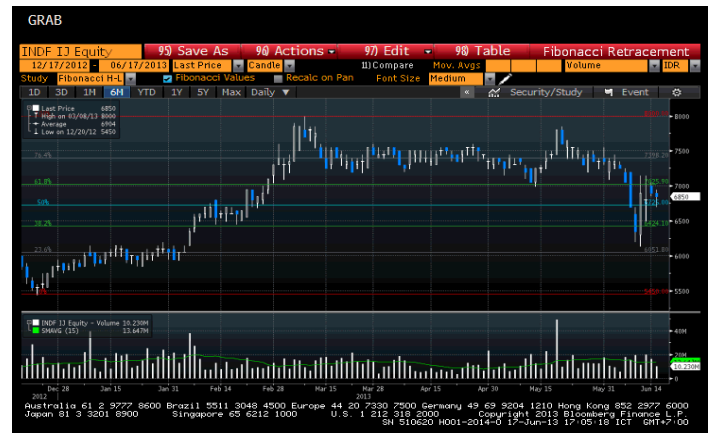 GRAB
INDF IJ Equity 95) Save As 96) Actions 97) Edit 98) Table Fibonacci Retracement
12/17/2012 - 06/17/2013 Last Price Candle 11) Compare Mov. Avgs Volume IDR
Study Fibonacci H-L Fibonacci Values Recalc on Pan Font Size Medium
1D 3D 1M 6M YTD 1Y 5Y Max Daily ▼ « Security/Study Event
Last Price 6850
High on 03/08/13 8000
Average 6904
Low on 12/20/12 5450
8000
7500
76.4%
61.8%
7000
6850
50%
38.2%
6500
23.6%
6000
5500
INDF IJ Equity - Volume 10.230M
SMAVG (15) 13.647M
40M
20M
10.230M
0
Dec 28 Jan 15 Jan 31 Feb 14 Feb 28 Mar 15 Mar 28 Apr 15 Apr 30 May 15 May 31 Jun 14
2012 2013
Australia 61 2 9777 8600 Brazil 5511 3048 4500 Europe 44 20 7330 7500 Germany 49 69 9204 1210 Hong Kong 852 2977 6000
Japan 81 3 3201 8900 Singapore 65 6212 1000 U.S. 1 212 318 2000 Copyright 2013 Bloomberg Finance L.P.
SN 510620 H001-2014-0 17-Jun-13 17:05:18 ICT GMT+7:00